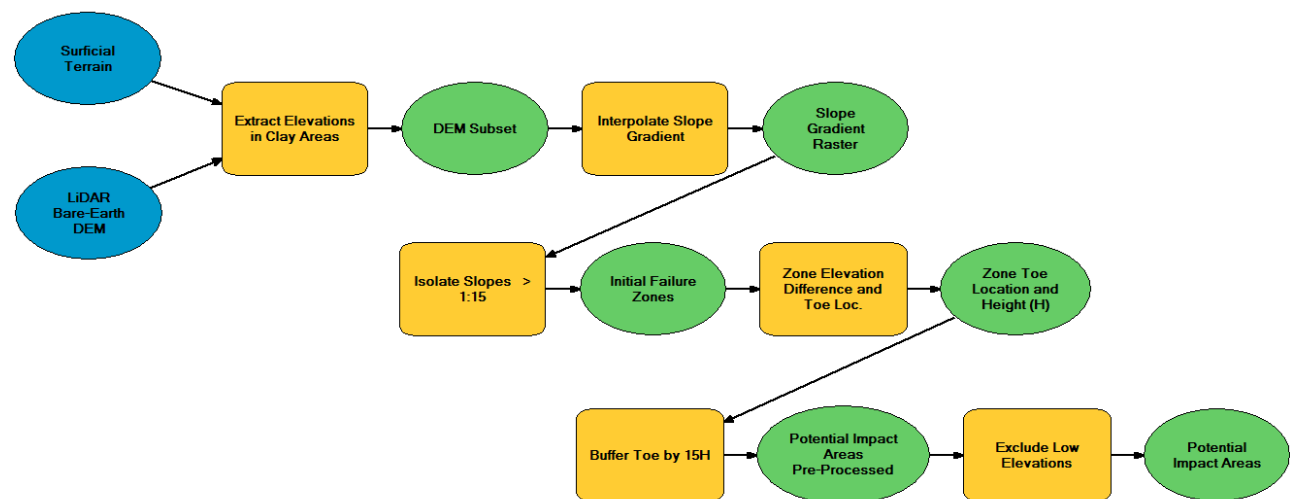 Surficial
Terrain
LiDAR
Bare-Earth
DEM
Extract Elevations
in Clay Areas
DEM Subset
Interpolate Slope
Gradient
Slope
Gradient
Raster
Isolate Slopes >
1:15
Initial Failure
Zones
Zone Elevation
Difference and
Toe Loc.
Zone Toe
Location and
Height (H)
Buffer Toe by 15H
Potential Impact
Areas
Pre-Processed
Exclude Low
Elevations
Potential
Impact Areas